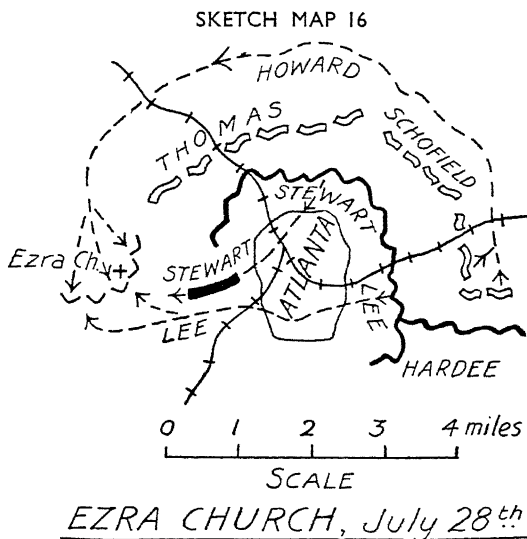 SKETCH MAP 16
HOWARD
THOMAS
SCHOFIELD
STEWART
Ezra Ch.
STEWART
ATLANTA
LEE
LEE
HARDEE
0 1 2 3 4 miles
SCALE
EZRA CHURCH, July 28th